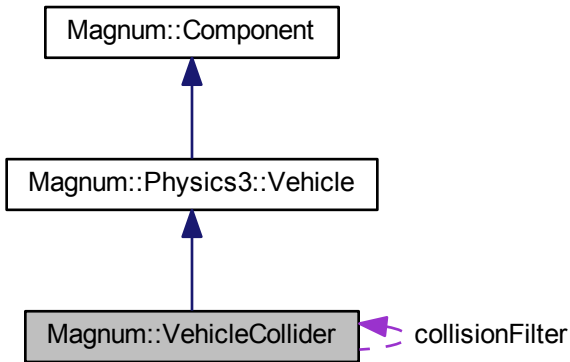 Magnum::Component
Magnum::Physics3::Vehicle
Magnum::VehicleCollider
collisionFilter